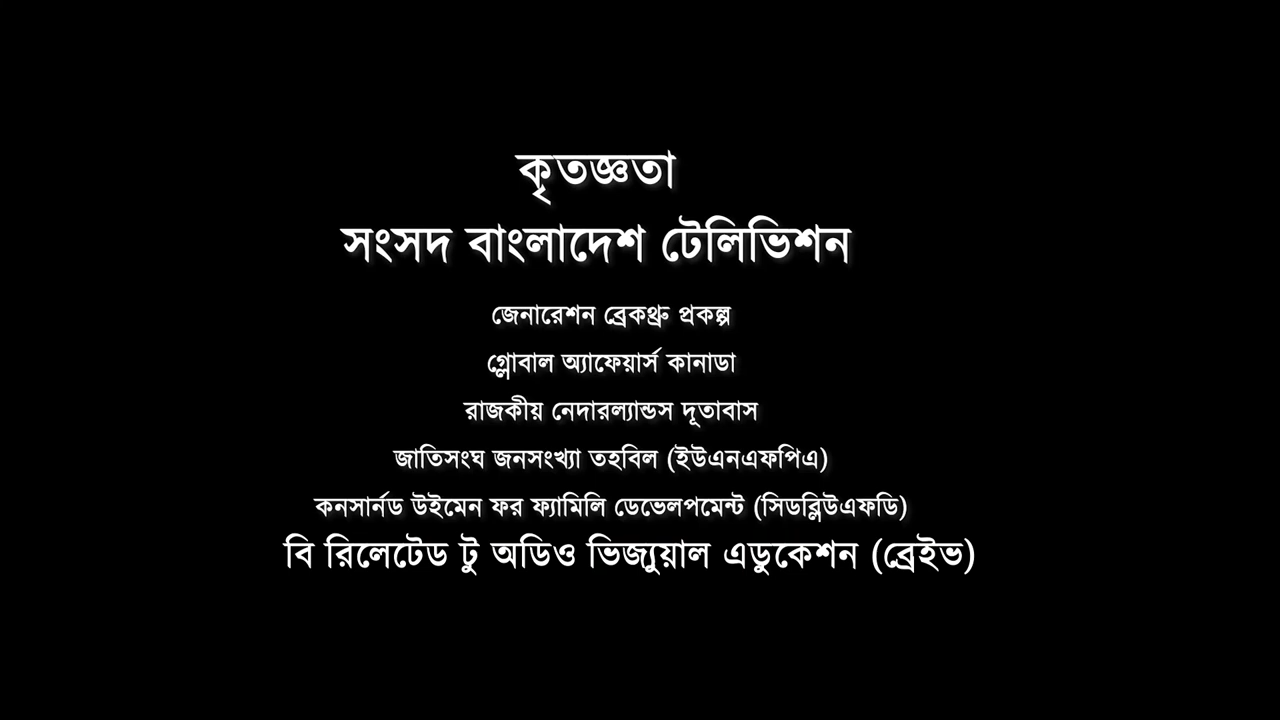 কৃতজ্ঞতা
সংসদ বাংলাদেশ টেলিভিশন
জেনারেশন ব্রেকথ্রু প্রকল্প
গ্লোবাল অ্যাফেয়ার্স কানাডা
রাজকীয় নেদারল্যান্ডস দূতাবাস
জাতিসংঘ জনসংখ্যা তহবিল (ইউএনএফপিএ)
কনসার্নড উইমেন ফর ফ্যামিলি ডেভেলপমেন্ট (সিডব্লিউএফডি)
বি রিলেটেড টু অডিও ভিজ্যুয়াল এডুকেশন (ব্রেইভ)